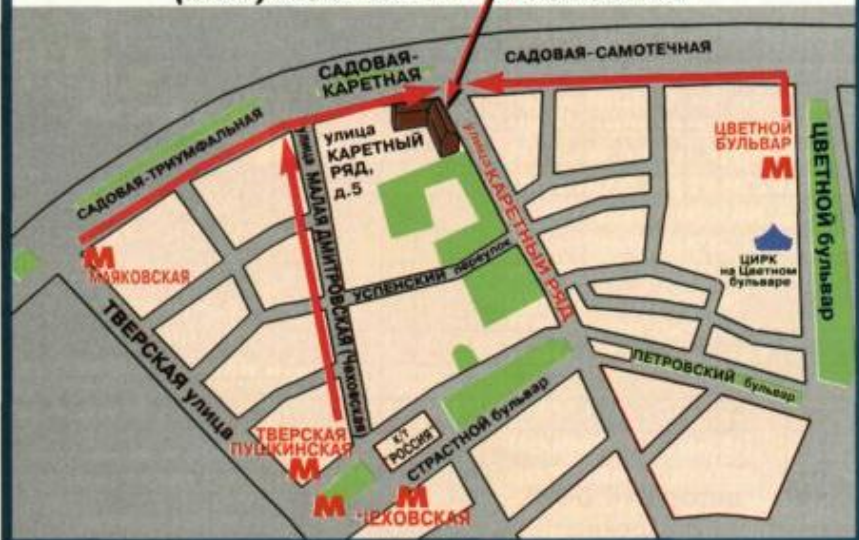 САДОВАЯ-САМОТЕЧНАЯ
САДОВАЯ-
КАРЕТНАЯ
САДОВАЯ-ТРИУМФАЛЬНАЯ
улица
КАРЕТНЫЙ
РЯД,
д.5
улица КАРЕТНЫЙ РЯД
ЦВЕТНОЙ
БУЛЬВАР
М
ЦВЕТНОЙ бульвар
ЦИРК
на Цветном
бульваре
М
МАЯКОВСКАЯ
улица МАЛАЯ ДМИТРОВСКАЯ (Чеховская
УСПЕНСКИЙ переулок
ТВЕРСКАЯ улица
ПЕТРОВСКИЙ бульвар
СТРАСТНОЙ бульвар
К/Т
"РОССИЯ"
ТВЕРСКАЯ
ПУШКИНСКАЯ
М
М
М
ЧЕХОВСКАЯ